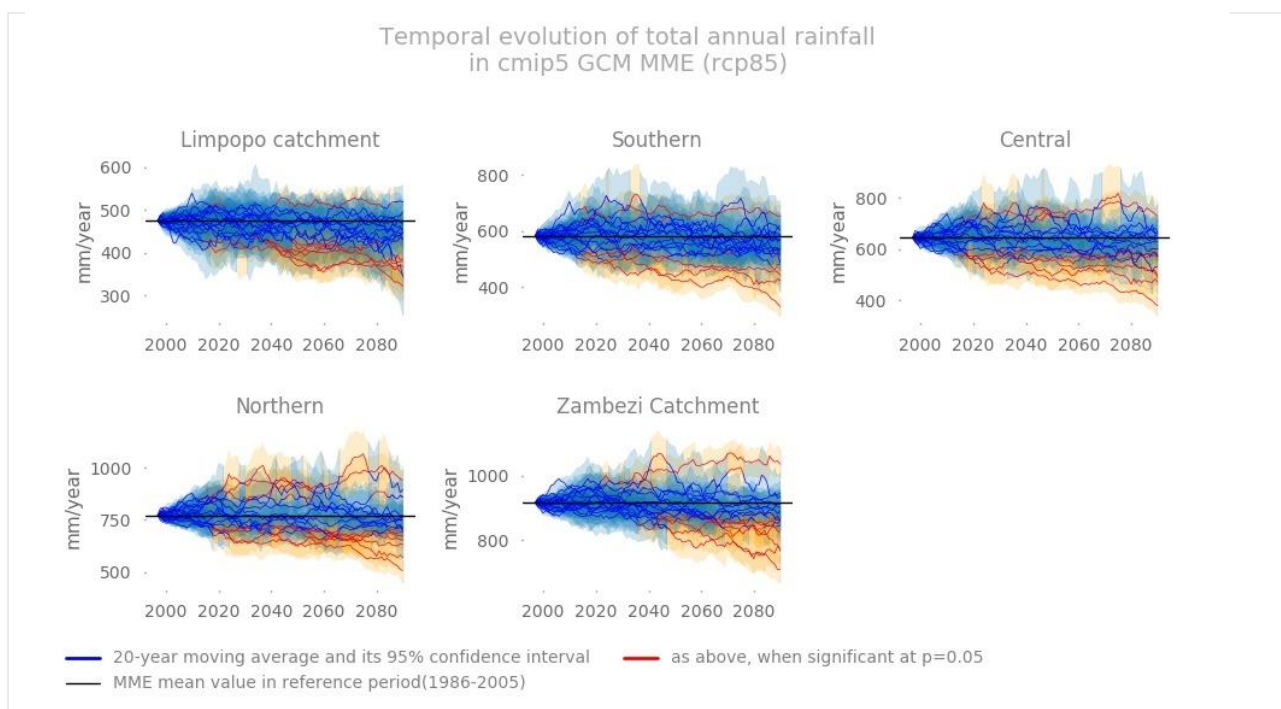 Temporal evolution of total annual rainfall
in cmip5 GCM MME (rcp85)
Limpopo catchment
600
500
400
300
mm/year
2000 2020 2040 2060 2080
Southern
800
600
400
mm/year
2000 2020 2040 2060 2080
Central
800
600
400
mm/year
2000 2020 2040 2060 2080
Northern
1000
750
500
mm/year
2000 2020 2040 2060 2080
Zambezi Catchment
1000
800
mm/year
2000 2020 2040 2060 2080
20-year moving average and its 95% confidence interval
as above, when significant at p=0.05
MME mean value in reference period(1986-2005)